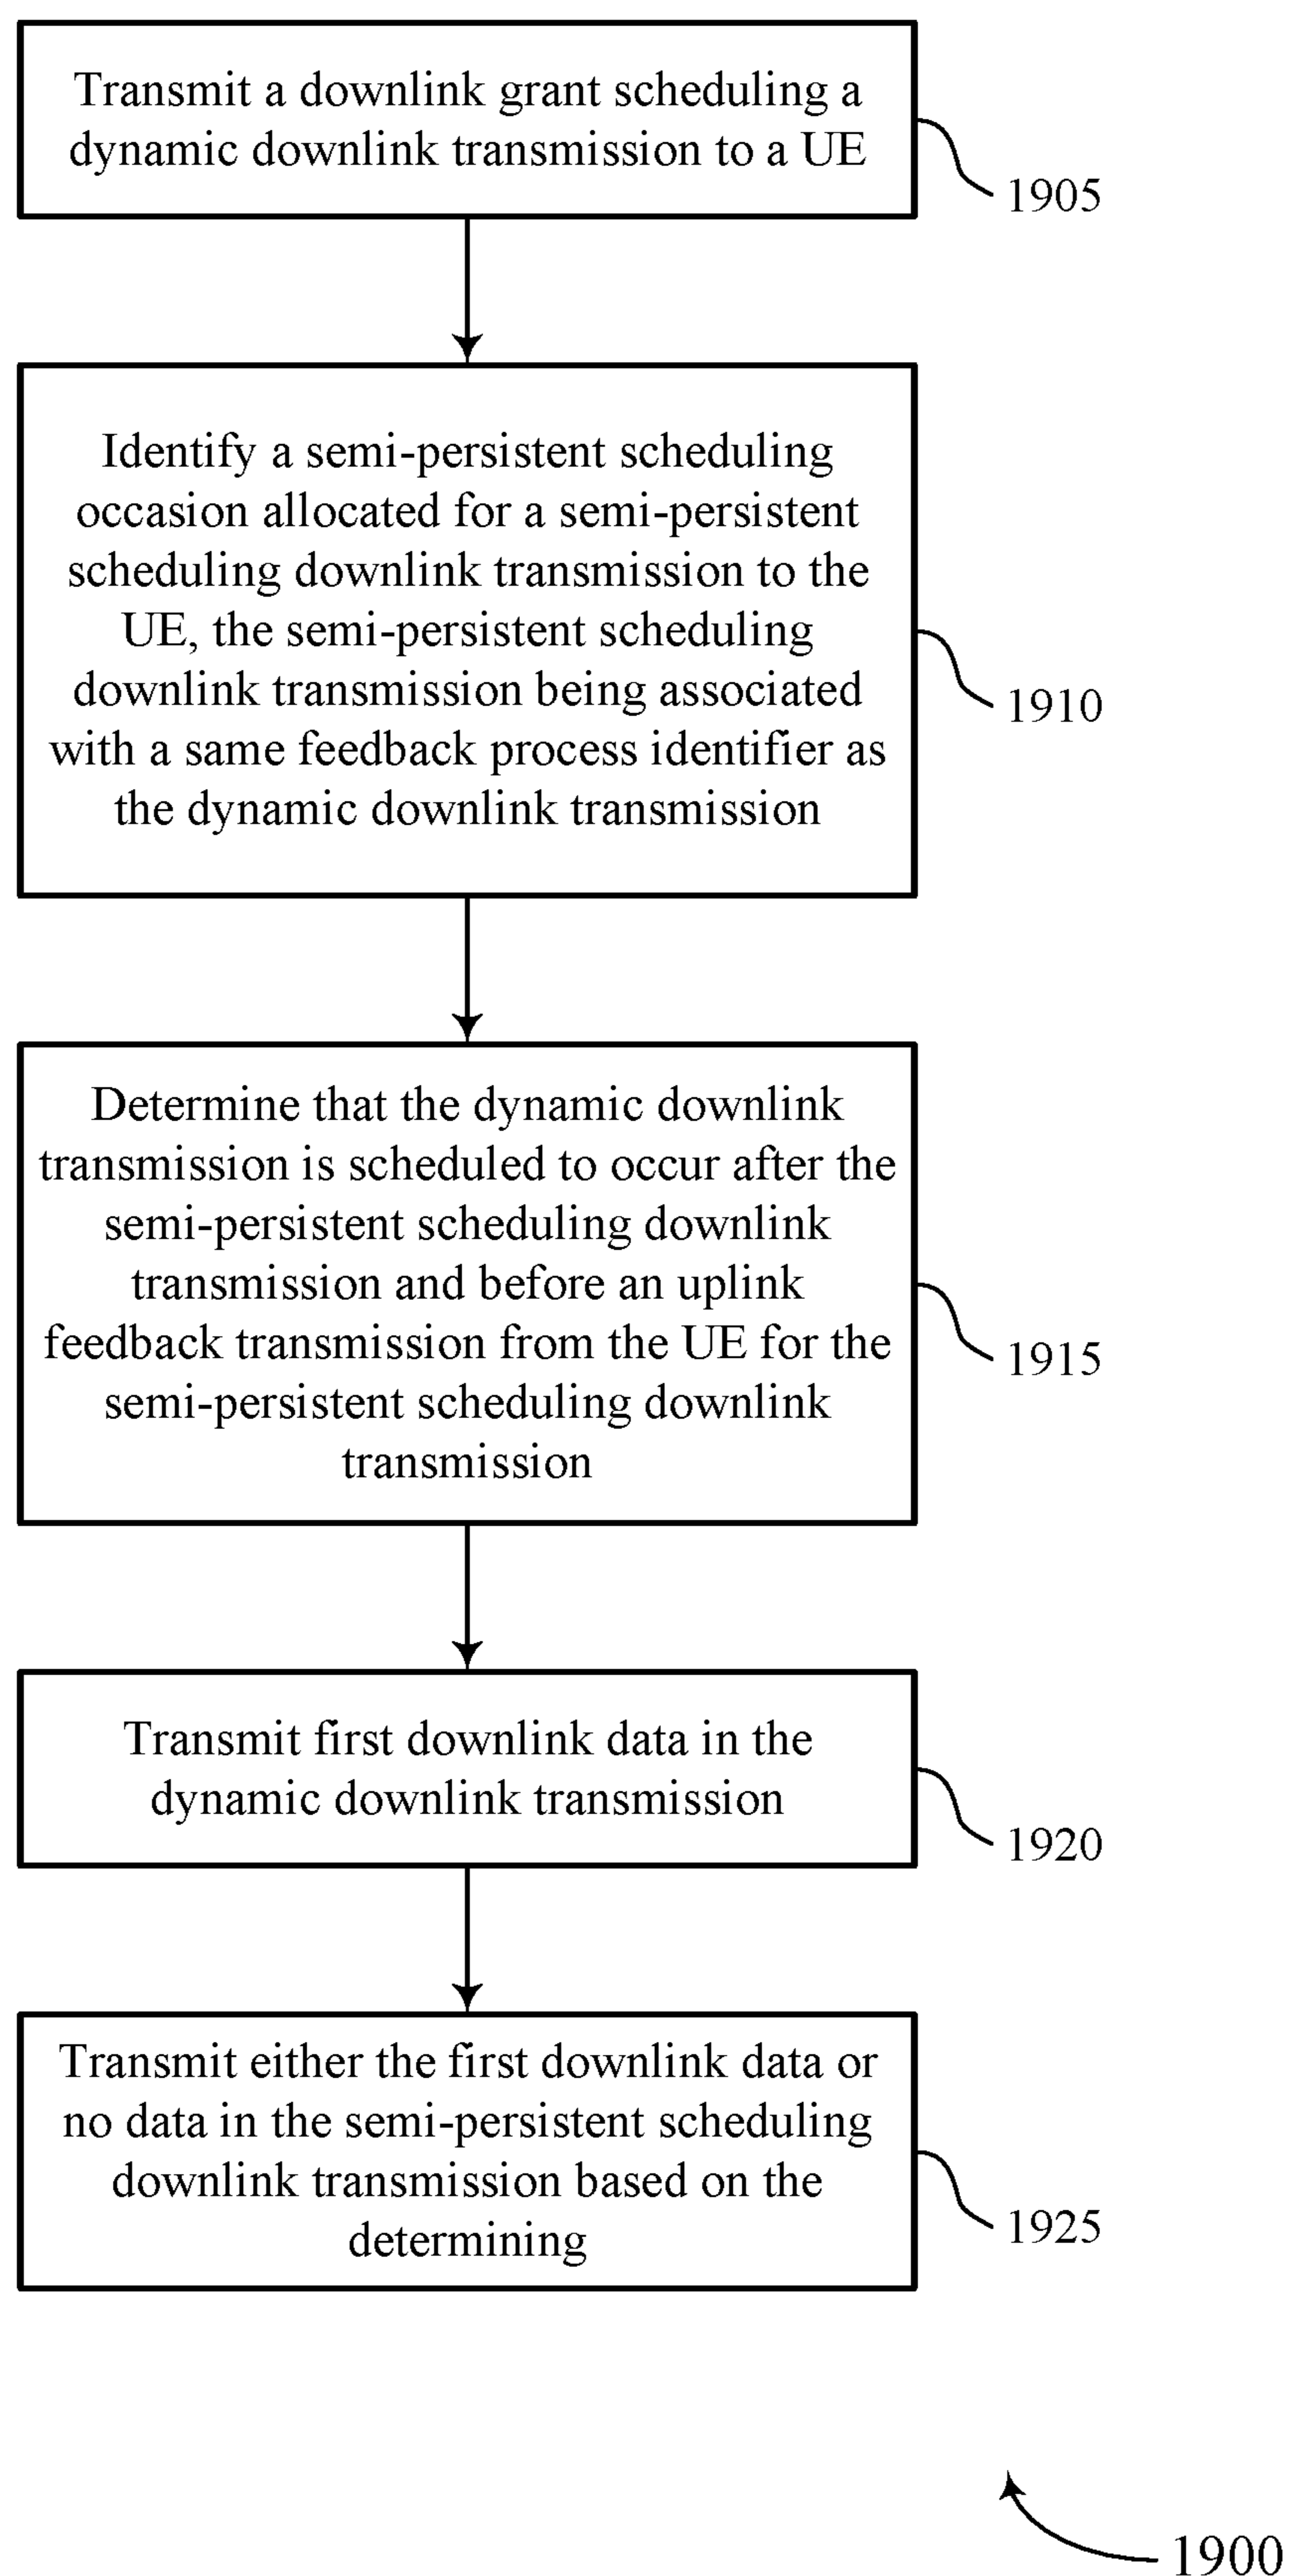 Transmit a downlink grant scheduling a
dynamic downlink transmission to a UE
1905
Identify a semi-persistent scheduling
occasion allocated for a semi-persistent
scheduling downlink transmission to the
UE, the semi-persistent scheduling
downlink transmission being associated
with a same feedback process identifier as
the dynamic downlink transmission
1910
Determine that the dynamic downlink
transmission is scheduled to occur after the
semi-persistent scheduling downlink
transmission and before an uplink
feedback transmission from the UE for the
semi-persistent scheduling downlink
transmission
1915
Transmit first downlink data in the
dynamic downlink transmission
1920
Transmit either the first downlink data or
no data in the semi-persistent scheduling
downlink transmission based on the
determining
1925
1900